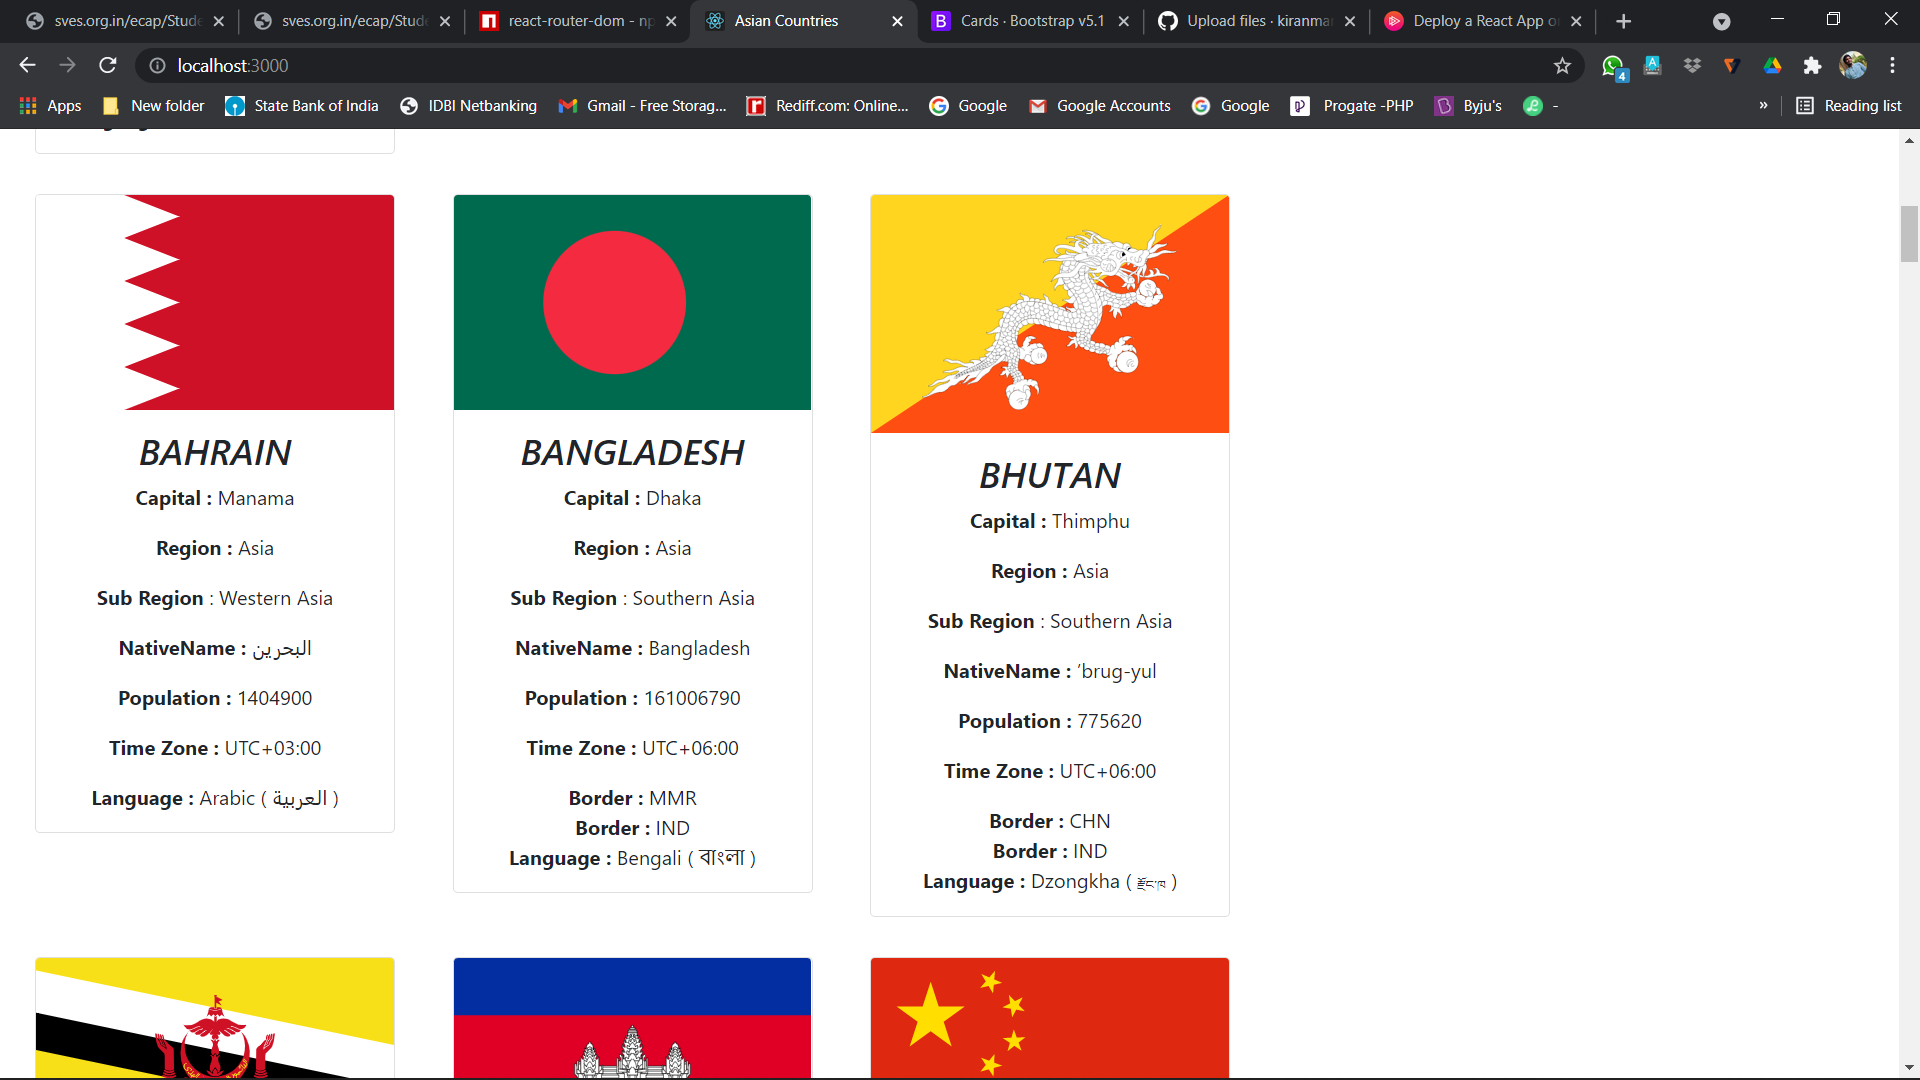 sves.org.in/ecap/Stude
sves.org.in/ecap/Stude
react-router-dom - np
Asian Countries
Cards · Bootstrap v5.1
Upload files · kiranmar
Deploy a React App o
localhost:3000
4
Apps
New folder
State Bank of India
IDBI Netbanking
Gmail - Free Storag...
Rediff.com: Online...
Google
Google Accounts
Google
Progate -PHP
Byju's
-
»
Reading list
BAHRAIN
Capital : Manama
Region : Asia
Sub Region : Western Asia
NativeName : البحرين
Population : 1404900
Time Zone : UTC+03:00
Language : Arabic ( العربية )
BANGLADESH
Capital : Dhaka
Region : Asia
Sub Region : Southern Asia
NativeName : Bangladesh
Population : 161006790
Time Zone : UTC+06:00
Border : MMR
Border : IND
Language : Bengali ( বাংলা )
BHUTAN
Capital : Thimphu
Region : Asia
Sub Region : Southern Asia
NativeName : ʼbrug-yul
Population : 775620
Time Zone : UTC+06:00
Border : CHN
Border : IND
Language : Dzongkha ( རྫོང་ཁ )